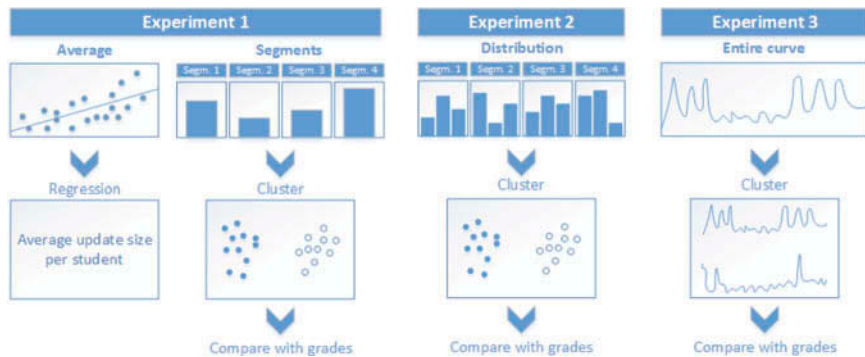 Experiment 1
Experiment 2
Experiment 3
Average
Segments
Distribution
Entire curve
Segm. 1
Segm. 2
Segm. 3
Segm. 4
Segm. 1
Segm. 2
Segm. 3
Segm. 4
Regression
Cluster
Cluster
Cluster
Average update size
per student
Compare with grades
Compare with grades
Compare with grades